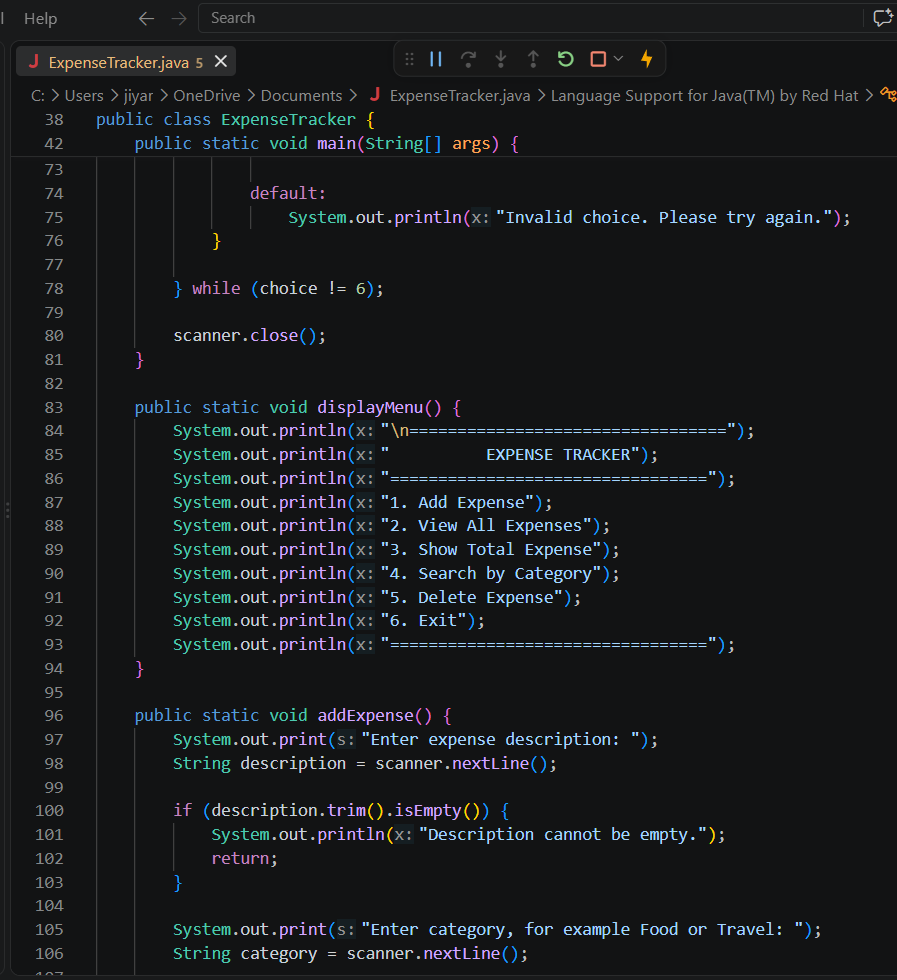 Help
Search
J ExpenseTracker.java 5
C: > Users > jiyar > OneDrive > Documents > J ExpenseTracker.java > Language Support for Java(TM) by Red Hat >
38 public class ExpenseTracker {
42     public static void main(String[] args) {
73
74                 default:
75                     System.out.println(x: "Invalid choice. Please try again.");
76             }
77
78         } while (choice != 6);
79
80         scanner.close();
81     }
82
83     public static void displayMenu() {
84         System.out.println(x: "\n=================================");
85         System.out.println(x: "          EXPENSE TRACKER");
86         System.out.println(x: "=================================");
87         System.out.println(x: "1. Add Expense");
88         System.out.println(x: "2. View All Expenses");
89         System.out.println(x: "3. Show Total Expense");
90         System.out.println(x: "4. Search by Category");
91         System.out.println(x: "5. Delete Expense");
92         System.out.println(x: "6. Exit");
93         System.out.println(x: "=================================");
94     }
95
96     public static void addExpense() {
97         System.out.print(s: "Enter expense description: ");
98         String description = scanner.nextLine();
99
100         if (description.trim().isEmpty()) {
101             System.out.println(x: "Description cannot be empty.");
102             return;
103         }
104
105         System.out.print(s: "Enter category, for example Food or Travel: ");
106         String category = scanner.nextLine();